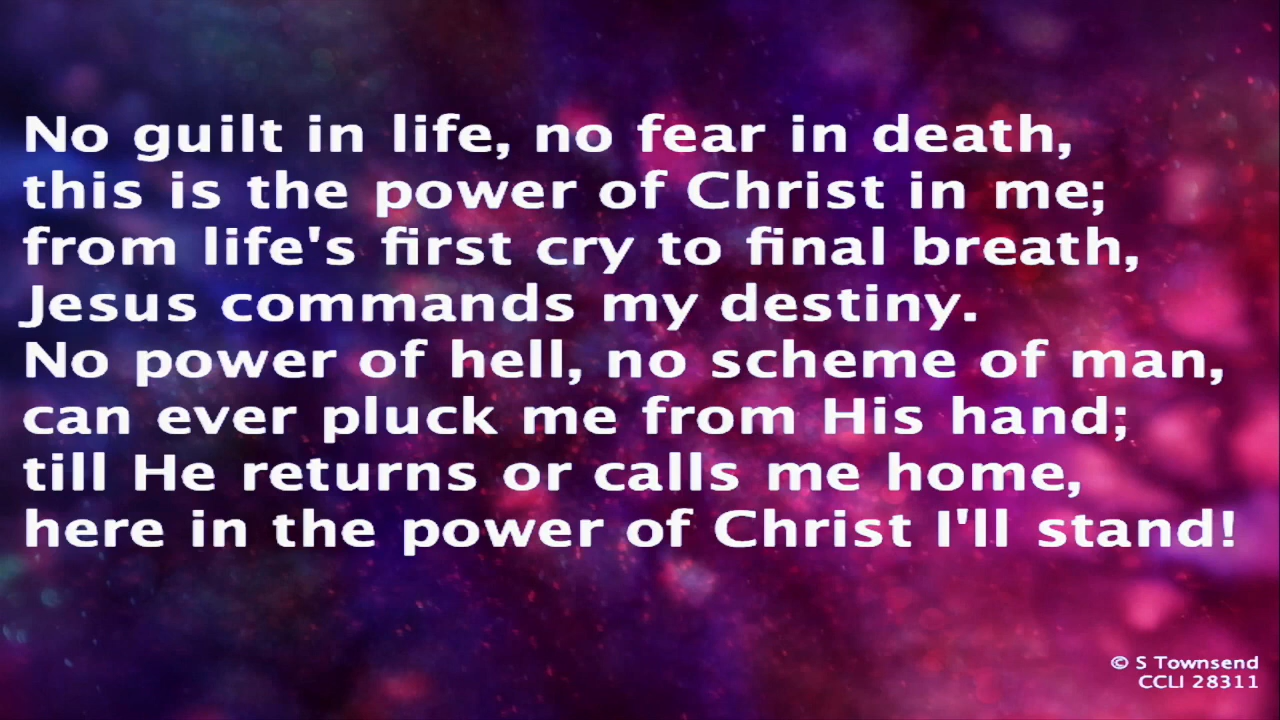 No guilt in life, no fear in death,
this is the power of Christ in me;
from life's first cry to final breath,
Jesus commands my destiny.
No power of hell, no scheme of man,
can ever pluck me from His hand;
till He returns or calls me home,
here in the power of Christ I'll stand!
© S Townsend
CCLI 28311